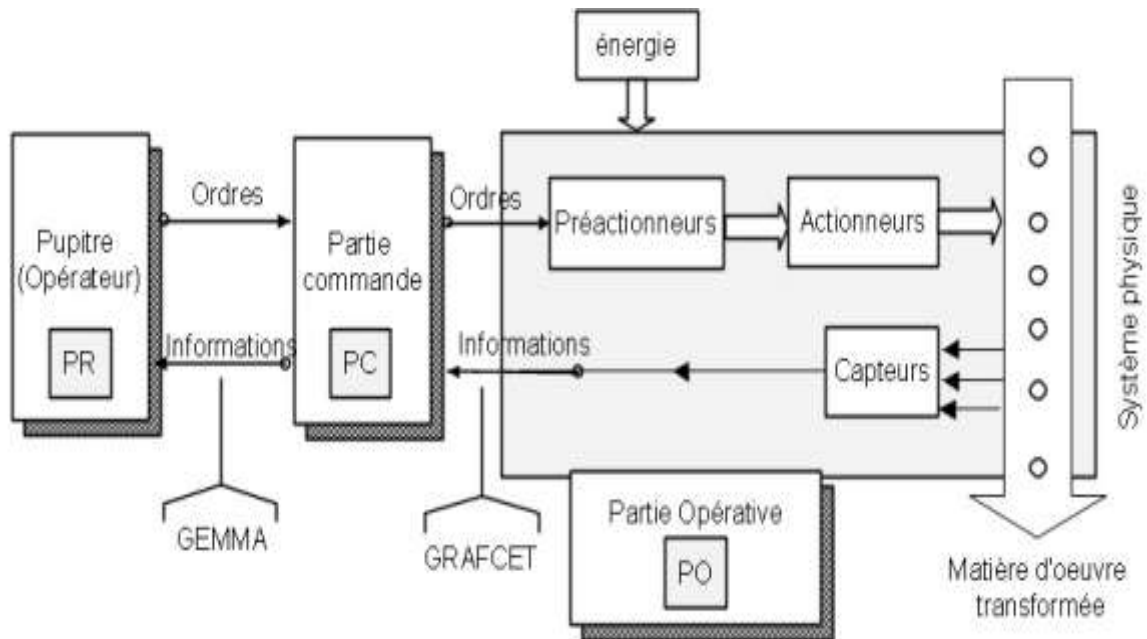 énergie
Ordres
Ordres
Préactionneurs
Actionneurs
Pupitre
(Opérateur)
Partie
commande
Informations
Informations
PR
PC
Capteurs
Système physique
GEMMA
GRAFCET
Partie Opérative
PO
Matière d'oeuvre
transformée